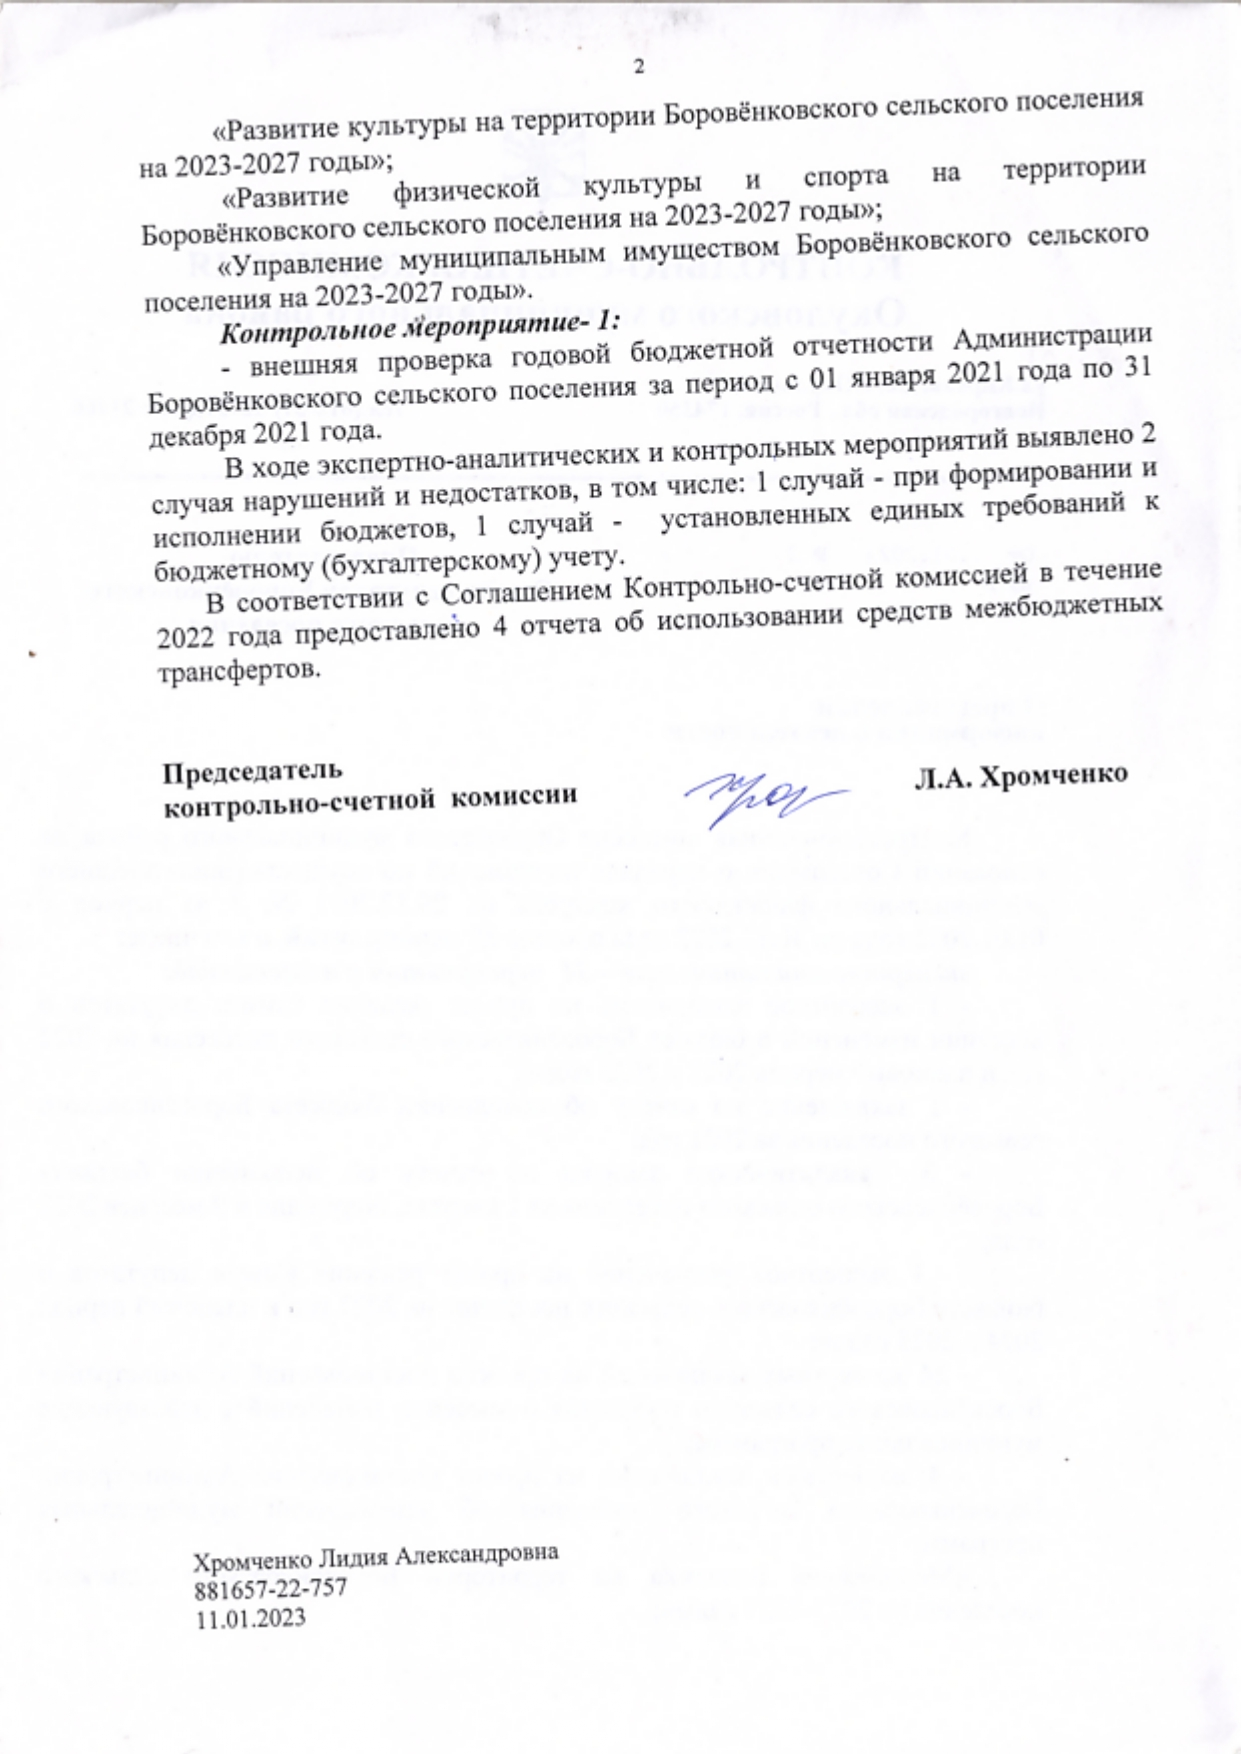 2
«Развитие культуры на территории Боровёнковского сельского поселения
на 2023-2027 годы»;
«Развитие физической культуры и спорта на территории
Боровёнковского сельского поселения на 2023-2027 годы»;
«Управление муниципальным имуществом Боровёнковского сельского
поселения на 2023-2027 годы».
Контрольное мероприятие- 1:
- внешняя проверка годовой бюджетной отчетности Администрации
Боровёнковского сельского поселения за период с 01 января 2021 года по 31
декабря 2021 года.
В ходе экспертно-аналитических и контрольных мероприятий выявлено 2
случая нарушений и недостатков, в том числе: 1 случай - при формировании и
исполнении бюджетов, 1 случай - установленных единых требований к
бюджетному (бухгалтерскому) учету.
В соответствии с Соглашением Контрольно-счетной комиссией в течение
2022 года предоставлено 4 отчета об использовании средств межбюджетных
трансфертов.
Председатель
контрольно-счетной комиссии Л.А. Хромченко
Хромченко Лидия Александровна
881657-22-757
11.01.2023